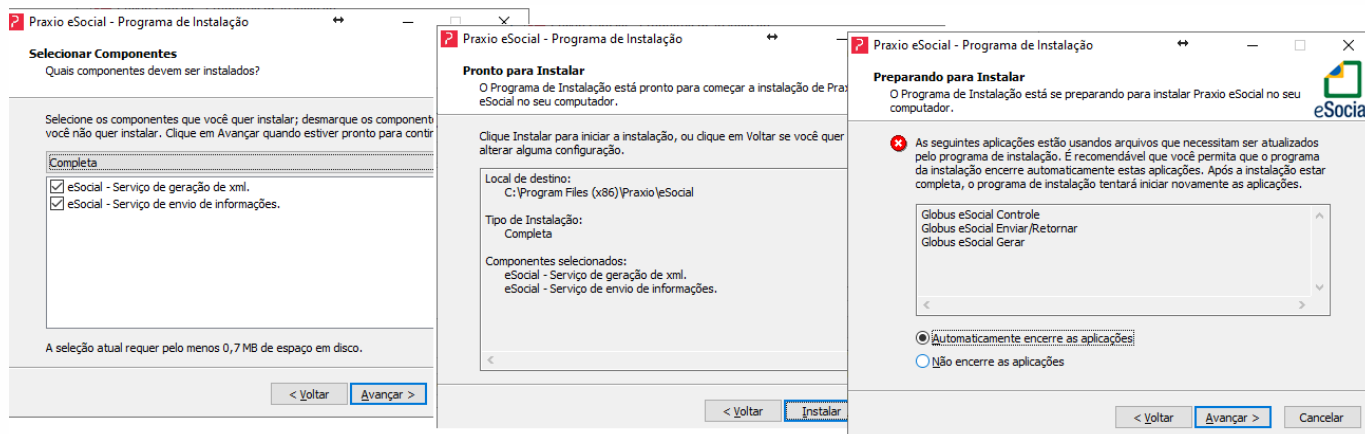 Praxio eSocial - Programa de Instalação
Selecionar Componentes
Quais componentes devem ser instalados?
Selecione os componentes que você quer instalar; desmarque os
você não quer instalar. Clique em Avançar quando estiver pronto para
Completa
eSocial - Serviço de geração de xml.
eSocial - Serviço de envio de informações.
A seleção atual requer pelo menos 0,7 MB de espaço em disco.
< Voltar
Avançar >
Praxio eSocial - Programa de Instalação
Pronto para Instalar
O Programa de Instalação está pronto para começar a instalação de
eSocial no seu computador.
Clique Instalar para iniciar a instalação, ou clique em Voltar se você quer
alterar alguma configuração.
Local de destino:
C:\Program Files (x86)\Praxio\eSocial
Tipo de Instalação:
Completa
Componentes selecionados:
eSocial - Serviço de geração de xml.
eSocial - Serviço de envio de informações.
< Voltar
Instalar
Praxio eSocial - Programa de Instalação
Preparando para Instalar
O Programa de Instalação está se preparando para instalar Praxio eSocial no seu
computador.
eSocial
As seguintes aplicações estão usandos arquivos que necessitam ser atualizados
pelo programa de instalação. É recomendável que você permita que o programa
da instalação encerre automaticamente estas aplicações. Após a instalação estar
completa, o programa de instalação tentará iniciar novamente as aplicações.
Globus eSocial Controle
Globus eSocial Enviar/Retornar
Globus eSocial Gerar
Automaticamente encerre as aplicações
Não encerre as aplicações
< Voltar
Avançar >
Cancelar